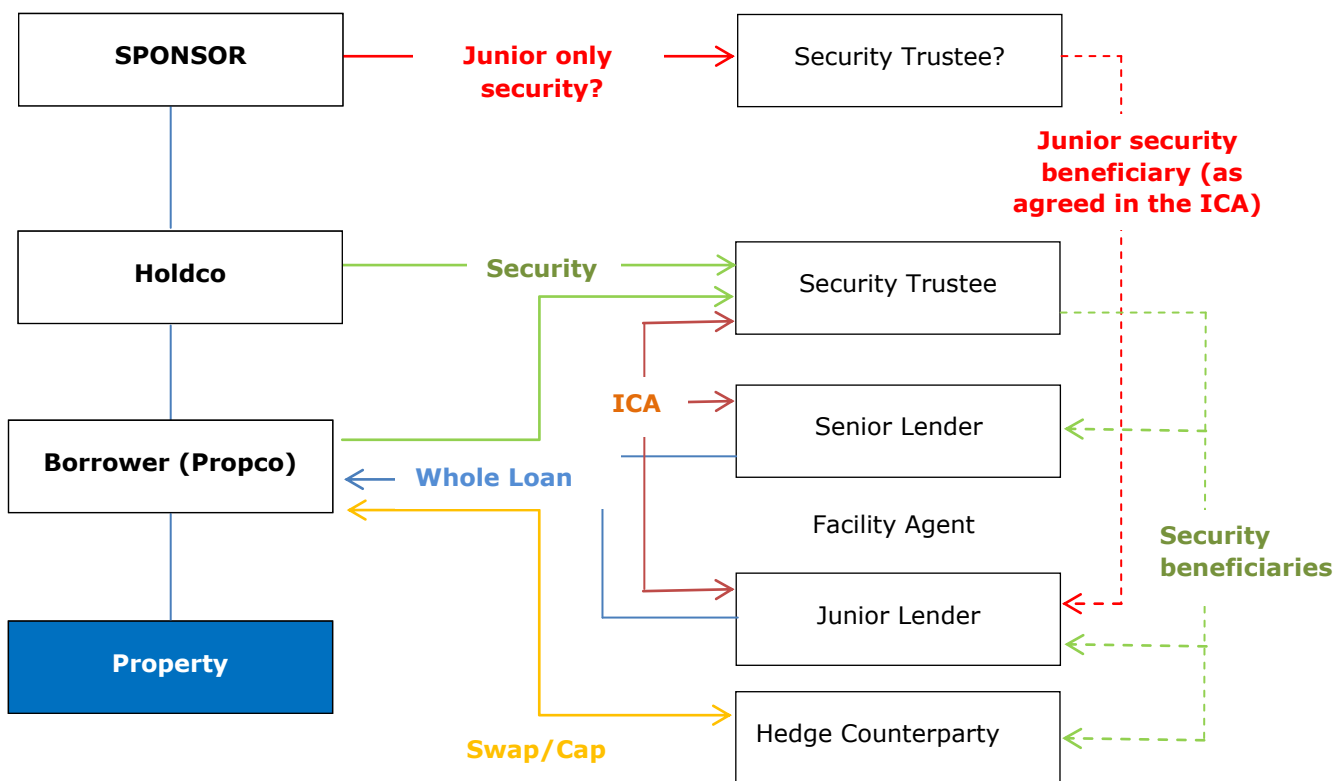 SPONSOR
Junior only
security?
Security Trustee?
Junior security
beneficiary (as
agreed in the ICA)
Holdco
Security
Security Trustee
ICA
Senior Lender
Borrower (Propco)
Whole Loan
Facility Agent
Security
beneficiaries
Junior Lender
Property
Swap/Cap
Hedge Counterparty